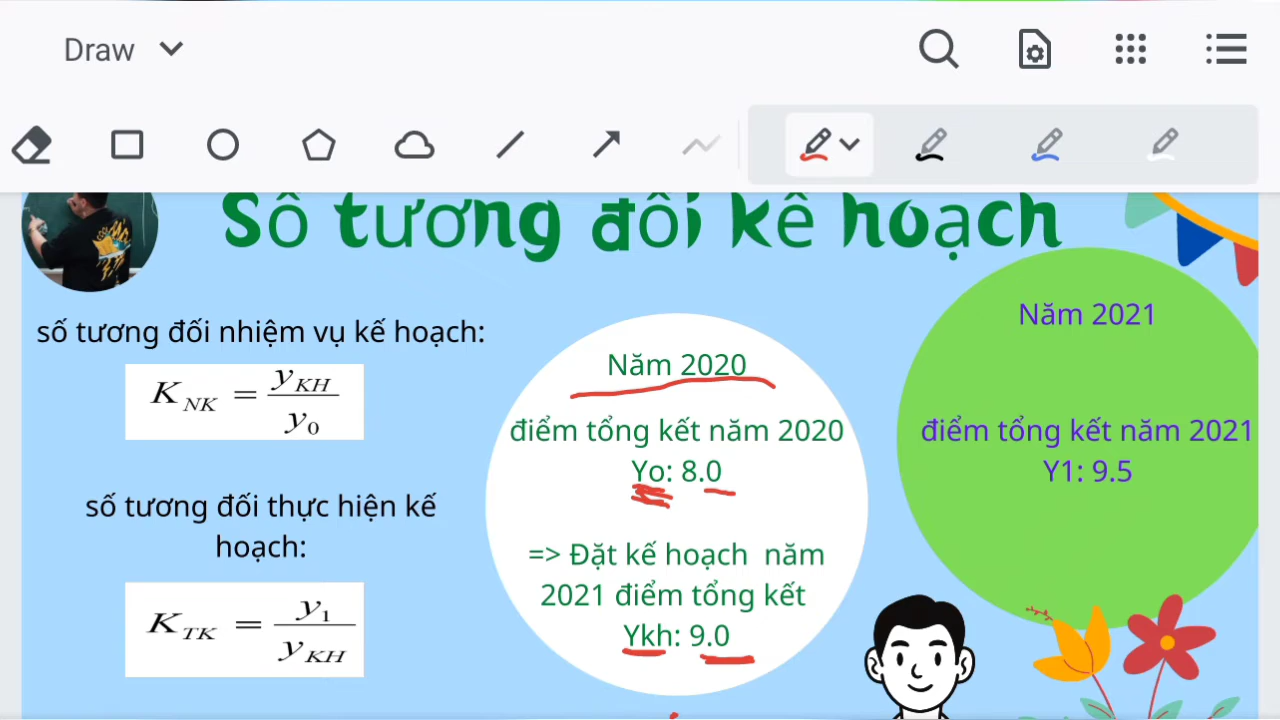 Draw
Số tương đối kế hoạch
số tương đối nhiệm vụ kế hoạch:
K_NK = y_KH / y_0
số tương đối thực hiện kế
hoạch:
K_TK = y_1 / y_KH
Năm 2020
điểm tổng kết năm 2020
Yo: 8.0
=> Đặt kế hoạch năm
2021 điểm tổng kết
Ykh: 9.0
Năm 2021
điểm tổng kết năm 2021
Y1: 9.5